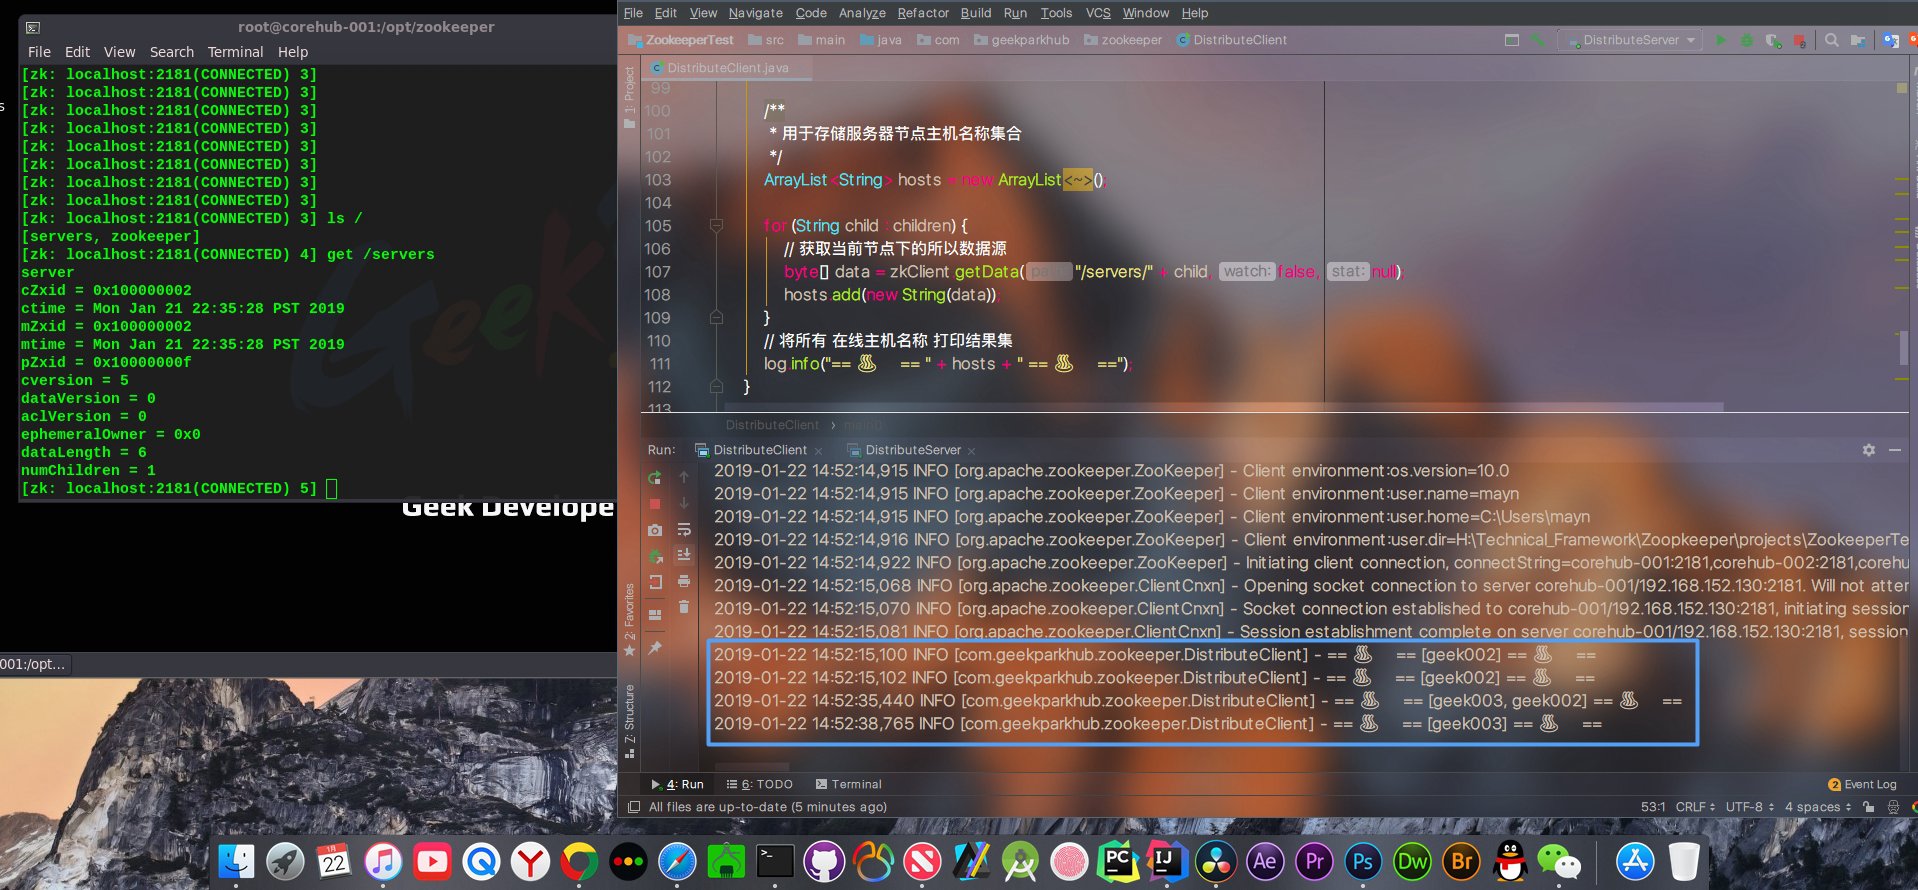 root@corehub-001:/opt/zookeeper
File Edit View Search Terminal Help
[zk: localhost:2181(CONNECTED) 3]
[zk: localhost:2181(CONNECTED) 3]
[zk: localhost:2181(CONNECTED) 3]
[zk: localhost:2181(CONNECTED) 3]
[zk: localhost:2181(CONNECTED) 3]
[zk: localhost:2181(CONNECTED) 3]
[zk: localhost:2181(CONNECTED) 3]
[zk: localhost:2181(CONNECTED) 3]
[zk: localhost:2181(CONNECTED) 3] ls /
[servers, zookeeper]
[zk: localhost:2181(CONNECTED) 4] get /servers
server
cZxid = 0x100000002
ctime = Mon Jan 21 22:35:28 PST 2019
mZxid = 0x100000002
mtime = Mon Jan 21 22:35:28 PST 2019
pZxid = 0x10000000f
cversion = 5
dataVersion = 0
aclVersion = 0
ephemeralOwner = 0x0
dataLength = 6
numChildren = 1
[zk: localhost:2181(CONNECTED) 5]
Geek
Geek Develope
001:/opt...
File Edit View Navigate Code Analyze Refactor Build Run Tools VCS Window Help
ZookeeperTest src main java com geekparkhub zookeeper DistributeClient DistributeServer
1: Project
DistributeClient.java
99
100 /**
101 * 用于存储服务器节点主机名称集合
102 */
103 ArrayList<String> hosts = new ArrayList<~>();
104
105 for (String child : children) {
106 // 获取当前节点下的所以数据源
107 byte[] data = zkClient.getData( path: "/servers/" + child, watch: false, stat: null);
108 hosts.add(new String(data));
109 }
110 // 将所有 在线主机名称 打印结果集
111 log.info("== ♨ == " + hosts + " == ♨ ==");
112 }
113
DistributeClient › main()
Run: DistributeClient × DistributeServer ×
2019-01-22 14:52:14,915 INFO [org.apache.zookeeper.ZooKeeper] - Client environment:os.version=10.0
2019-01-22 14:52:14,915 INFO [org.apache.zookeeper.ZooKeeper] - Client environment:user.name=mayn
2019-01-22 14:52:14,915 INFO [org.apache.zookeeper.ZooKeeper] - Client environment:user.home=C:\Users\mayn
2019-01-22 14:52:14,916 INFO [org.apache.zookeeper.ZooKeeper] - Client environment:user.dir=H:\Technical_Framework\Zoopkeeper\projects\ZookeeperTe
2019-01-22 14:52:14,922 INFO [org.apache.zookeeper.ZooKeeper] - Initiating client connection, connectString=corehub-001:2181,corehub-002:2181,corehu
2019-01-22 14:52:15,068 INFO [org.apache.zookeeper.ClientCnxn] - Opening socket connection to server corehub-001/192.168.152.130:2181. Will not atter
2019-01-22 14:52:15,070 INFO [org.apache.zookeeper.ClientCnxn] - Socket connection established to corehub-001/192.168.152.130:2181, initiating session
2019-01-22 14:52:15,081 INFO [org.apache.zookeeper.ClientCnxn] - Session establishment complete on server corehub-001/192.168.152.130:2181, session
2019-01-22 14:52:15,100 INFO [com.geekparkhub.zookeeper.DistributeClient] - == ♨ == [geek002] == ♨ ==
2019-01-22 14:52:15,102 INFO [com.geekparkhub.zookeeper.DistributeClient] - == ♨ == [geek002] == ♨ ==
2019-01-22 14:52:35,440 INFO [com.geekparkhub.zookeeper.DistributeClient] - == ♨ == [geek003, geek002] == ♨ ==
2019-01-22 14:52:38,765 INFO [com.geekparkhub.zookeeper.DistributeClient] - == ♨ == [geek003] == ♨ ==
2: Favorites
Z: Structure
4: Run 6: TODO Terminal 2 Event Log
All files are up-to-date (5 minutes ago) 53:1 CRLF UTF-8 4 spaces
1月
22
PC
IJ
Ae
Pr
Ps
Dw
Br